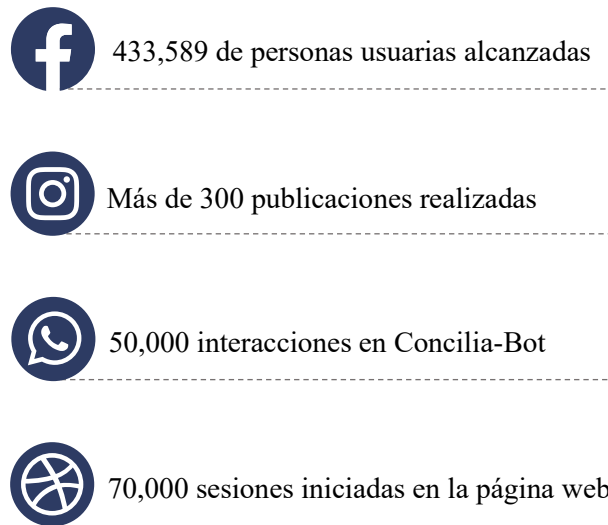 433,589 de personas usuarias alcanzadas
Más de 300 publicaciones realizadas
50,000 interacciones en Concilia-Bot
70,000 sesiones iniciadas en la página web